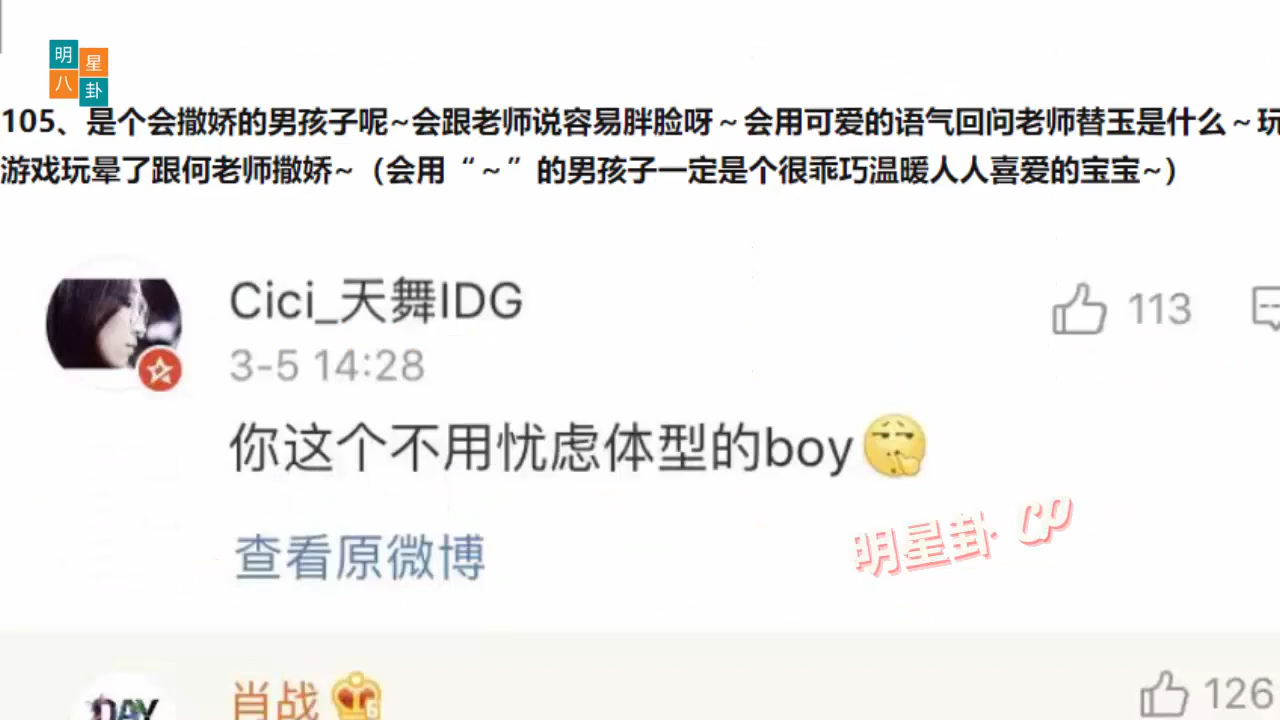 明星
八卦
105、是个会撒娇的男孩子呢~会跟老师说容易胖脸呀～会用可爱的语气回问老师替玉是什么～玩
游戏玩晕了跟何老师撒娇~（会用“～”的男孩子一定是个很乖巧温暖人人喜爱的宝宝~）
Cici_天舞IDG
113
3-5 14:28
你这个不用忧虑体型的boy
查看原微博
明星卦 CP
DAY
肖战
126